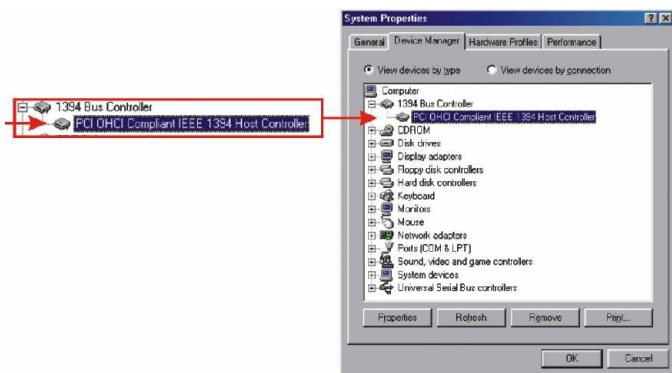 1394 Bus Controller
PCI OHCI Compliant IEEE 1394 Host Controller
System Properties
General Device Manager Hardware Profiles Performance
View devices by type View devices by connection
Computer
1394 Bus Controller
PCI OHCI Compliant IEEE 1394 Host Controller
CDROM
Disk drives
Display adapters
Floppy disk controllers
Hard disk controllers
Keyboard
Monitors
Mouse
Network adapters
Ports (COM & LPT)
Sound, video and game controllers
System devices
Universal Serial Bus controllers
Properties Refresh Remove Print...
OK Cancel